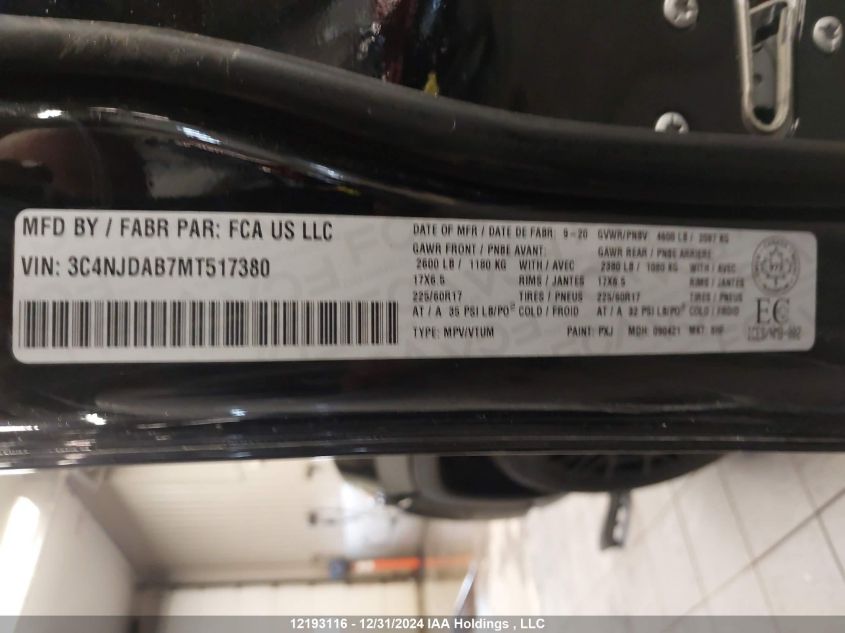 MFD BY / FABR PAR: FCA US LLC
VIN: 3C4NJDAB7MT517380
DATE OF MFR / DATE DE FABR 9-20 GVWR/PNBV 4600 LB / 2087 KG
GAWR FRONT / PNBE AVANT: GAWR REAR / PNBE ARRIERE
2600 LB / 1180 KG WITH / AVEC 2380 LB / 1080 KG WITH / AVEC
17X6.5 RIMS / JANTES 17X6.5 RIMS / JANTES
225/60R17 TIRES / PNEUS 225/60R17 TIRES / PNEUS
AT / A 35 PSI LB/PO² COLD / FROID AT / A 32 PSI LB/PO² COLD / FROID
TYPE: MPV/VTUM PAINT: PXJ MDH: 090421 MKT:
EC
12193116 - 12/31/2024 IAA Holdings , LLC